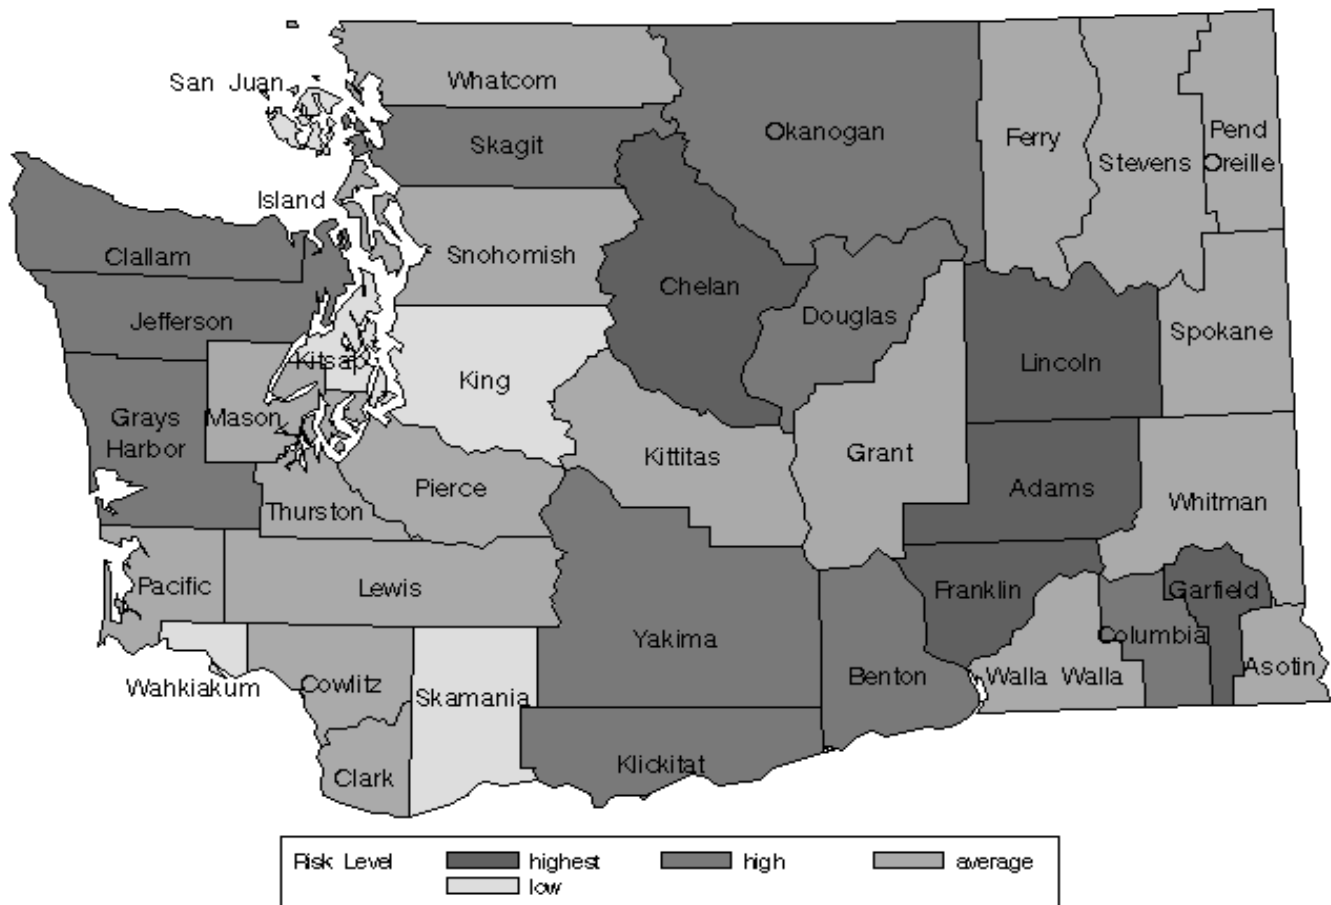 Whatcom
San Juan
Skagit
Okanogan
Ferry
Stevens
Pend
Oreille
Island
Clallam
Snohomish
Chelan
Jefferson
Douglas
Spokane
Kitsap
King
Lincoln
Grays
Harbor
Mason
Kittitas
Grant
Pierce
Adams
Thurston
Whitman
Pacific
Lewis
Franklin
Garfield
Yakima
Columbia
Wahkiakum
Cowlitz
Skamania
Benton
Walla Walla
Asotin
Clark
Klickitat
Risk Level highest high average
low